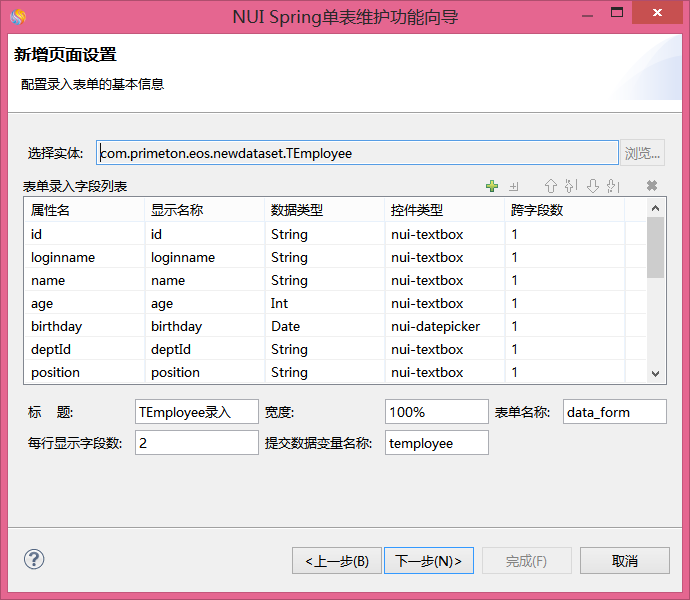 NUI Spring单表维护功能向导
新增页面设置
配置录入表单的基本信息
选择实体: com.primeton.eos.newdataset.TEmployee 浏览...
表单录入字段列表
属性名 显示名称 数据类型 控件类型 跨字段数
id id String nui-textbox 1
loginname loginname String nui-textbox 1
name name String nui-textbox 1
age age Int nui-textbox 1
birthday birthday Date nui-datepicker 1
deptId deptId String nui-textbox 1
position position String nui-textbox 1
标 题: TEmployee录入 宽度: 100% 表单名称: data_form
每行显示字段数: 2 提交数据变量名称: temployee
<上一步(B) 下一步(N)> 完成(F) 取消